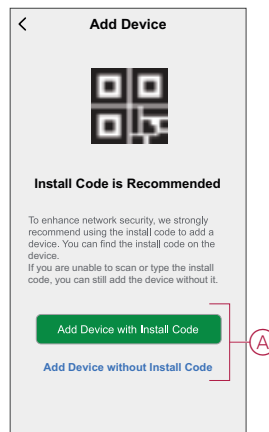 Add Device
Install Code is Recommended
To enhance network security, we strongly
recommend using the install code to add a
device. You can find the install code on the
device.
If you are unable to scan or type the install
code, you can still add the device without it.
Add Device with Install Code
A
Add Device without Install Code